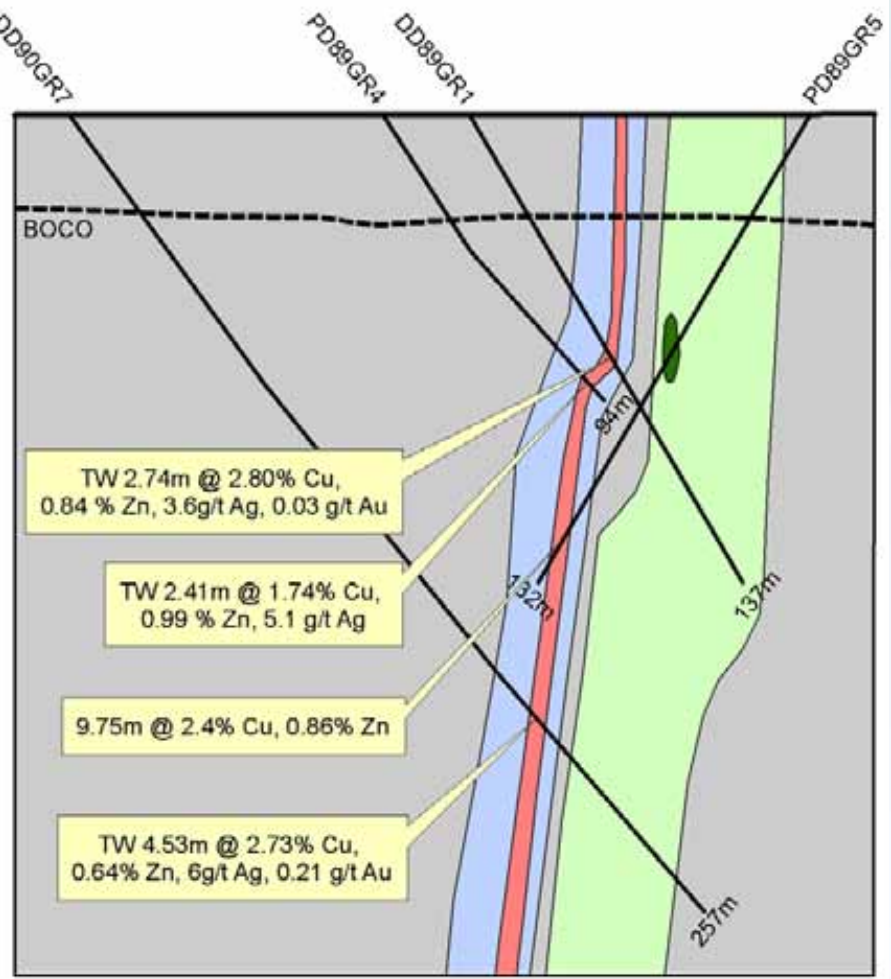 DD90GR7
PD89GR4
DD89GR1
PD89GR5
BOCO
94m
TW 2.74m @ 2.80% Cu,
0.84 % Zn, 3.6g/t Ag, 0.03 g/t Au
TW 2.41m @ 1.74% Cu,
0.99 % Zn, 5.1 g/t Ag
132m
137m
9.75m @ 2.4% Cu, 0.86% Zn
TW 4.53m @ 2.73% Cu,
0.64% Zn, 6g/t Ag, 0.21 g/t Au
257m